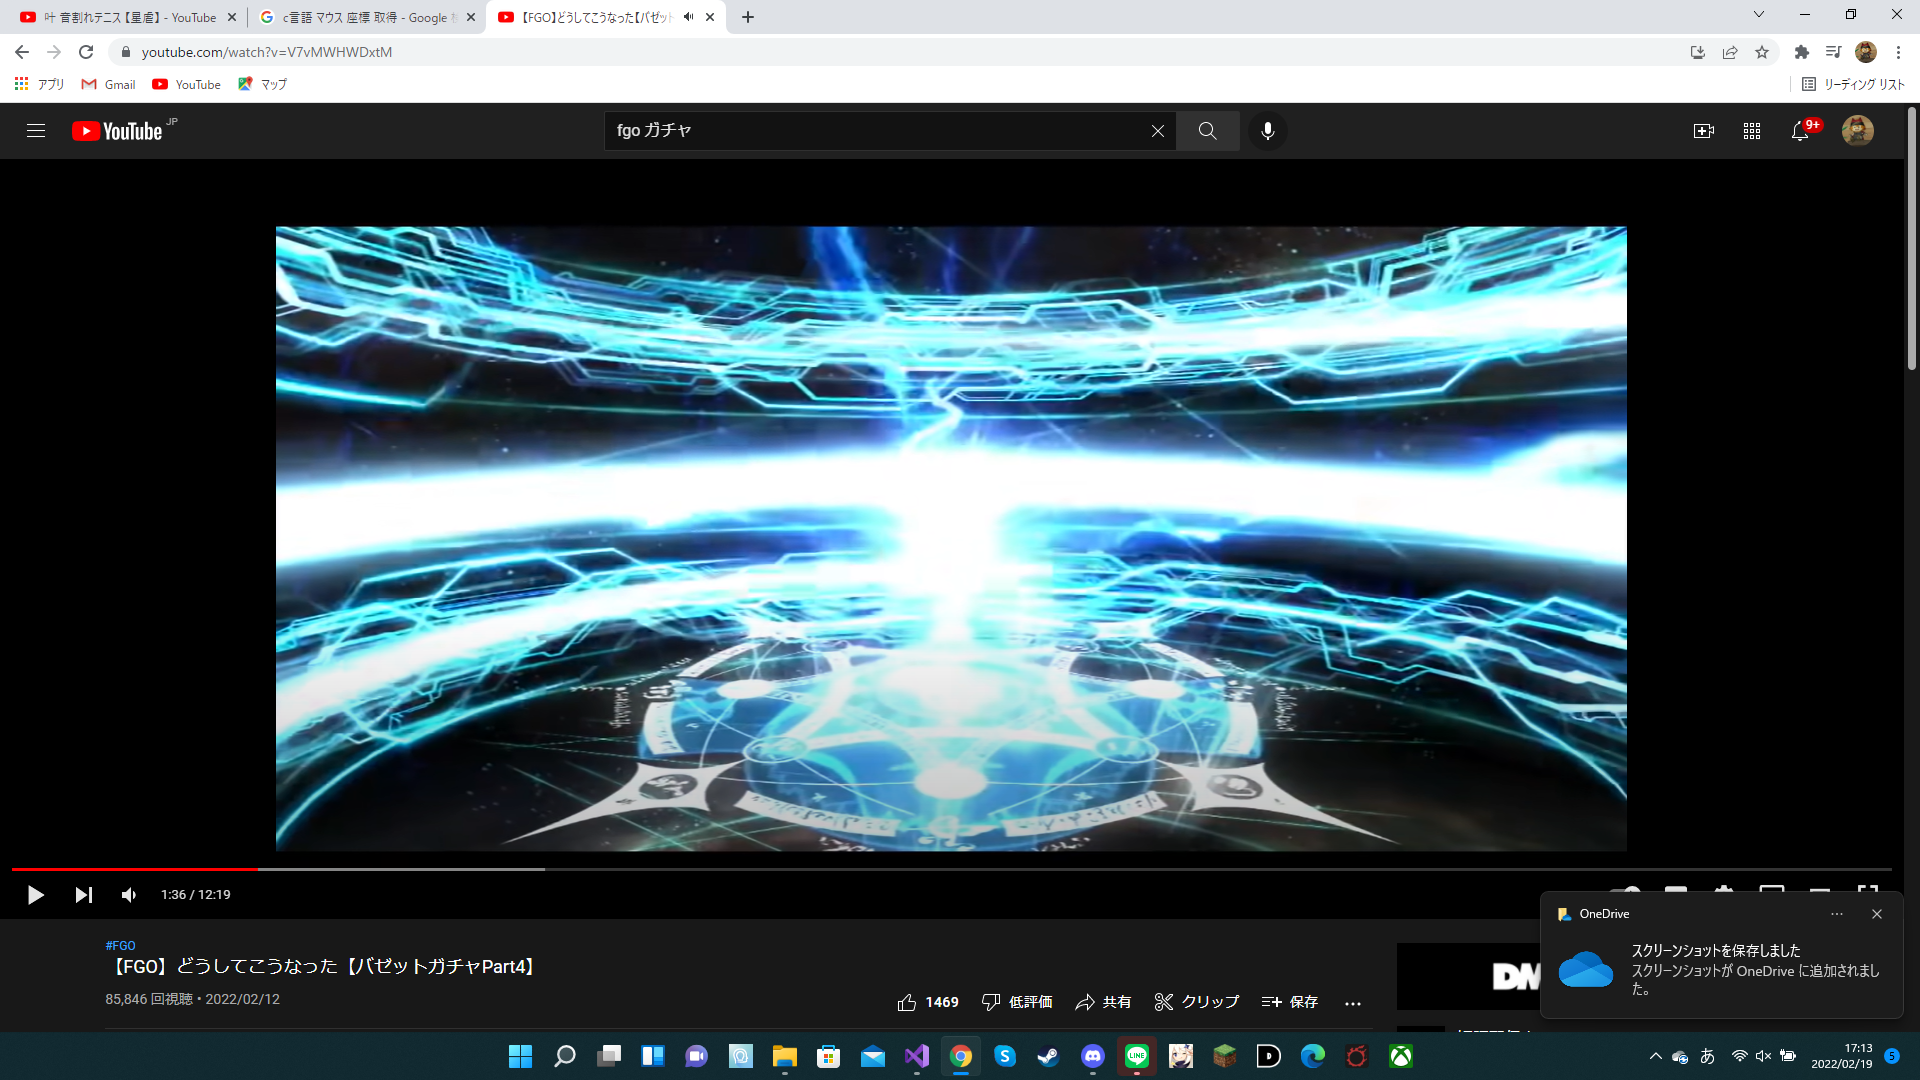 叶 音割れテニス【星虐】 - YouTube
c言語 マウス 座標 取得 - Google
【FGO】どうしてこうなった【バゼット
youtube.com/watch?v=V7vMWHWDxtM
アプリ
Gmail
YouTube
マップ
リーディング リスト
YouTube JP
fgo ガチャ
9+
1:36 / 12:19
#FGO
【FGO】どうしてこうなった【バゼットガチャPart4】
85,846 回視聴・2022/02/12
1469
低評価
共有
クリップ
保存
DM
OneDrive
スクリーンショットを保存しました
スクリーンショットが OneDrive に追加されまし
た。
LINE
あ
17:13
2022/02/19
5